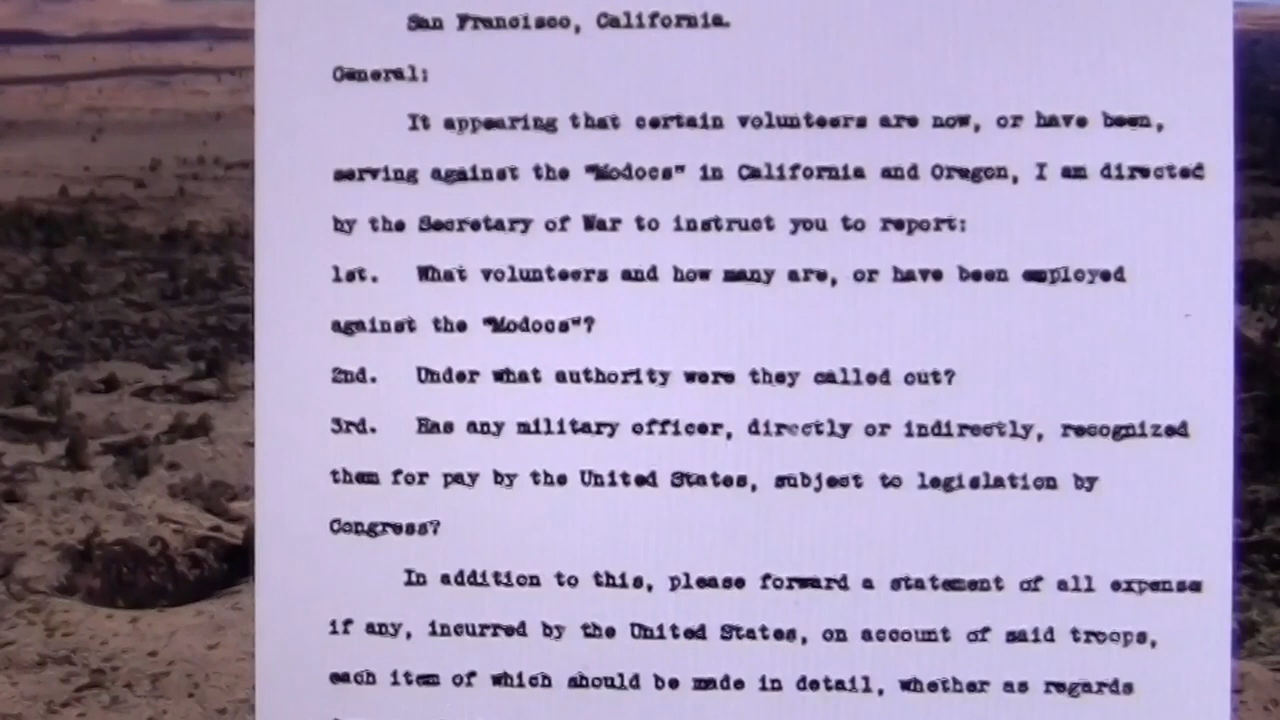 San Francisco, California.
General:
It appearing that certain volunteers are now, or have been,
serving against the "Modocs" in California and Oregon, I am directed
by the Secretary of War to instruct you to report:
1st. What volunteers and how many are, or have been employed
against the "Modocs"?
2nd. Under what authority were they called out?
3rd. Has any military officer, directly or indirectly, recognized
them for pay by the United States, subject to legislation by
Congress?
In addition to this, please forward a statement of all expense
if any, incurred by the United States, on account of said troops,
each item of which should be made in detail, whether as regards